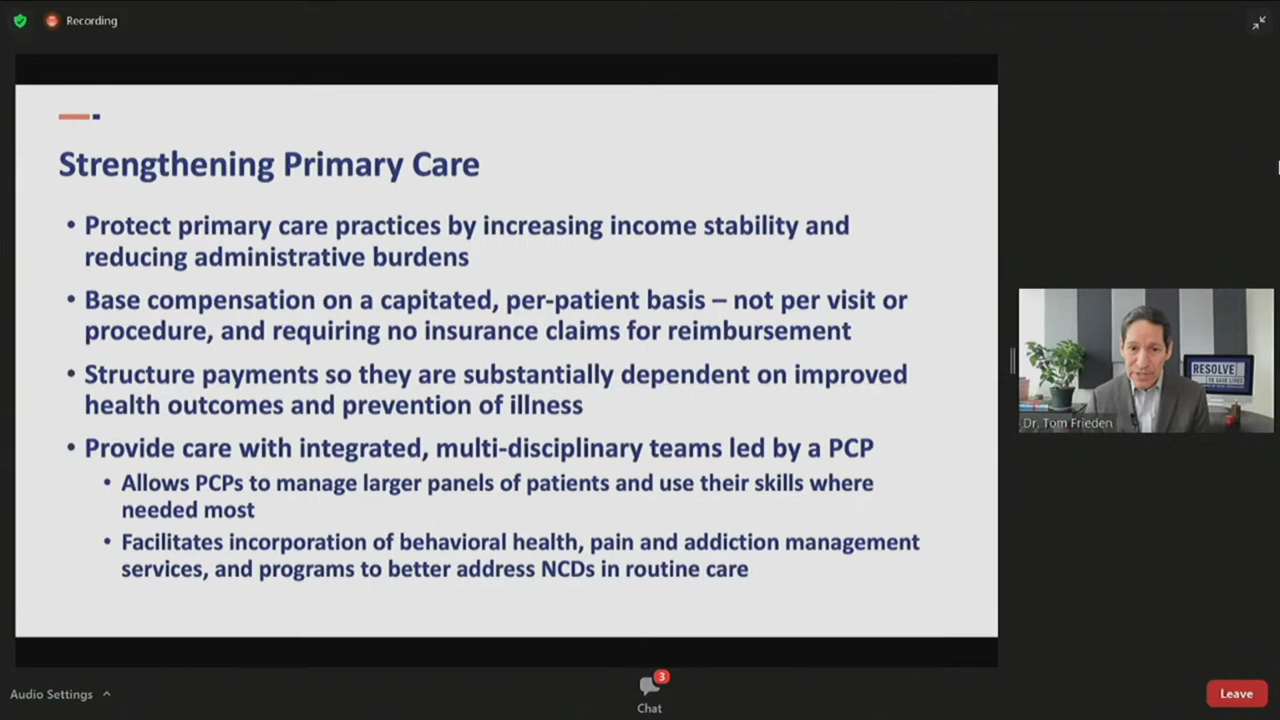 Recording
Strengthening Primary Care
• Protect primary care practices by increasing income stability and
reducing administrative burdens
• Base compensation on a capitated, per-patient basis – not per visit or
procedure, and requiring no insurance claims for reimbursement
• Structure payments so they are substantially dependent on improved
health outcomes and prevention of illness
• Provide care with integrated, multi-disciplinary teams led by a PCP
• Allows PCPs to manage larger panels of patients and use their skills where
needed most
• Facilitates incorporation of behavioral health, pain and addiction management
services, and programs to better address NCDs in routine care
RESOLVE
TO SAVE LIVES
Dr. Tom Frieden
Audio Settings
3
Chat
Leave